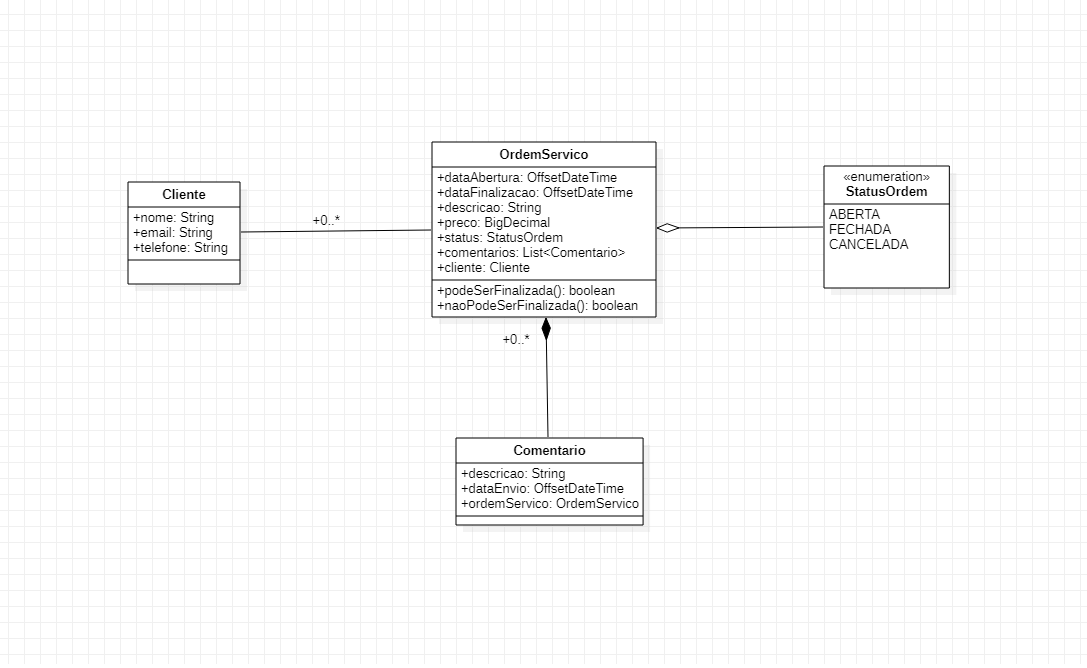 Cliente
+nome: String
+email: String
+telefone: String
+0..*
OrdemServico
+dataAbertura: OffsetDateTime
+dataFinalizacao: OffsetDateTime
+descricao: String
+preco: BigDecimal
+status: StatusOrdem
+comentarios: List<Comentario>
+cliente: Cliente
+podeSerFinalizada(): boolean
+naoPodeSerFinalizada(): boolean
«enumeration»
StatusOrdem
ABERTA
FECHADA
CANCELADA
+0..*
Comentario
+descricao: String
+dataEnvio: OffsetDateTime
+ordemServico: OrdemServico